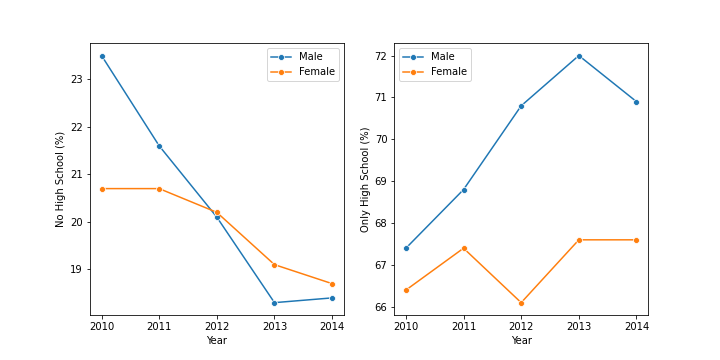 No High School (%)
23
22
21
20
19
Male
Female
2010
2011
2012
2013
2014
Year
Only High School (%)
72
71
70
69
68
67
66
Male
Female
2010
2011
2012
2013
2014
Year